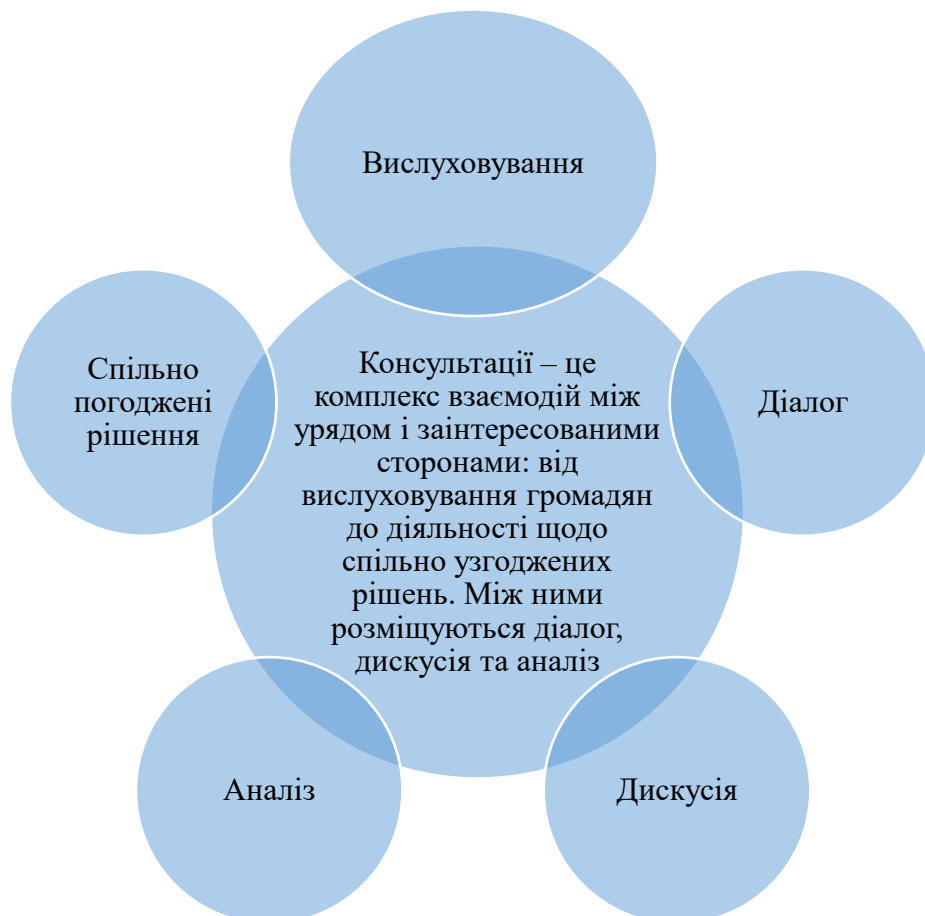 Вислуховування
Спільно
погоджені
рішення
Консультації – це
комплекс взаємодій між
урядом і заінтересованими
сторонами: від
вислуховування громадян
до діяльності щодо
спільно узгоджених
рішень. Між ними
розміщуються діалог,
дискусія та аналіз
Діалог
Аналіз
Дискусія